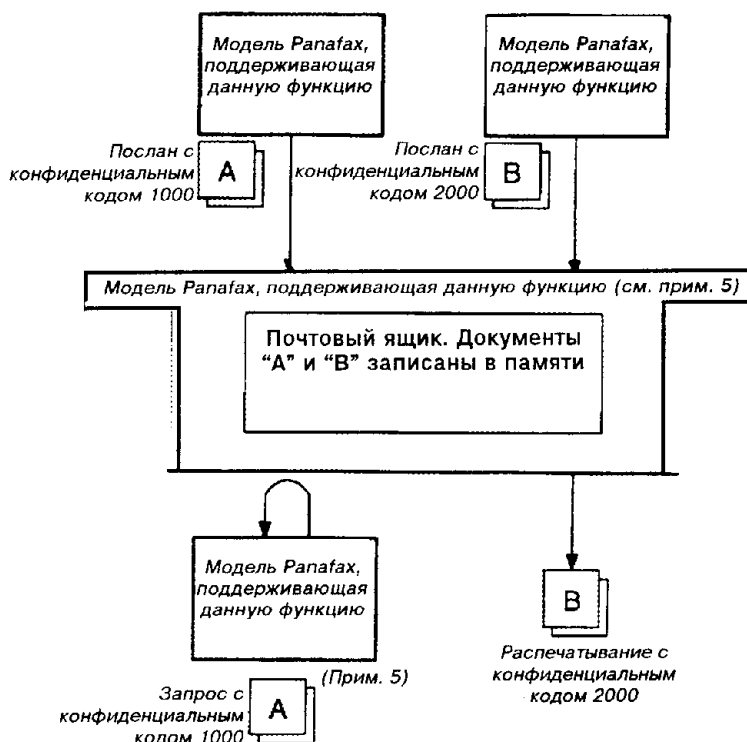 Модель Panafax,
поддерживающая
данную функцию
Модель Panafax,
поддерживающая
данную функцию
Послан с
конфиденциальным
кодом 1000
A
Послан с
конфиденциальным
кодом 2000
B
Модель Panafax, поддерживающая данную функцию (см. прим. 5)
Почтовый ящик. Документы
“A” и “B” записаны в памяти
Модель Panafax,
поддерживающая
данную функцию
(Прим. 5)
Запрос с
конфиденциальным
кодом 1000
A
B
Распечатывание с
конфиденциальным
кодом 2000